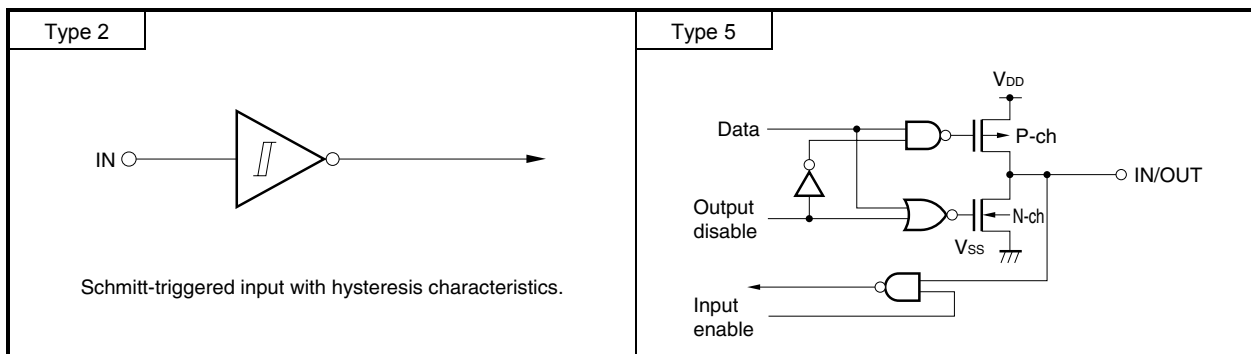 Type 2
IN
Schmitt-triggered input with hysteresis characteristics.
Type 5
VDD
Data
P-ch
IN/OUT
Output
disable
N-ch
VSS
Input
enable